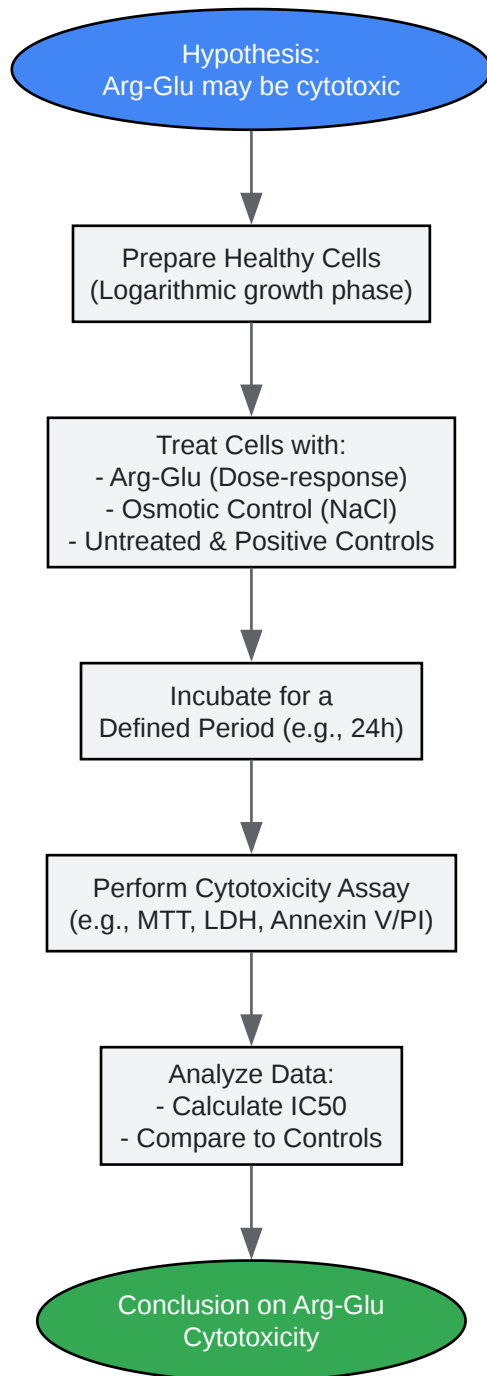 Hypothesis:
Arg-Glu may be cytotoxic
Prepare Healthy Cells
(Logarithmic growth phase)
Treat Cells with:
- Arg-Glu (Dose-response)
- Osmotic Control (NaCl)
- Untreated & Positive Controls
Incubate for a
Defined Period (e.g., 24h)
Perform Cytotoxicity Assay
(e.g., MTT, LDH, Annexin V/PI)
Analyze Data:
- Calculate IC50
- Compare to Controls
Conclusion on Arg-Glu
Cytotoxicity